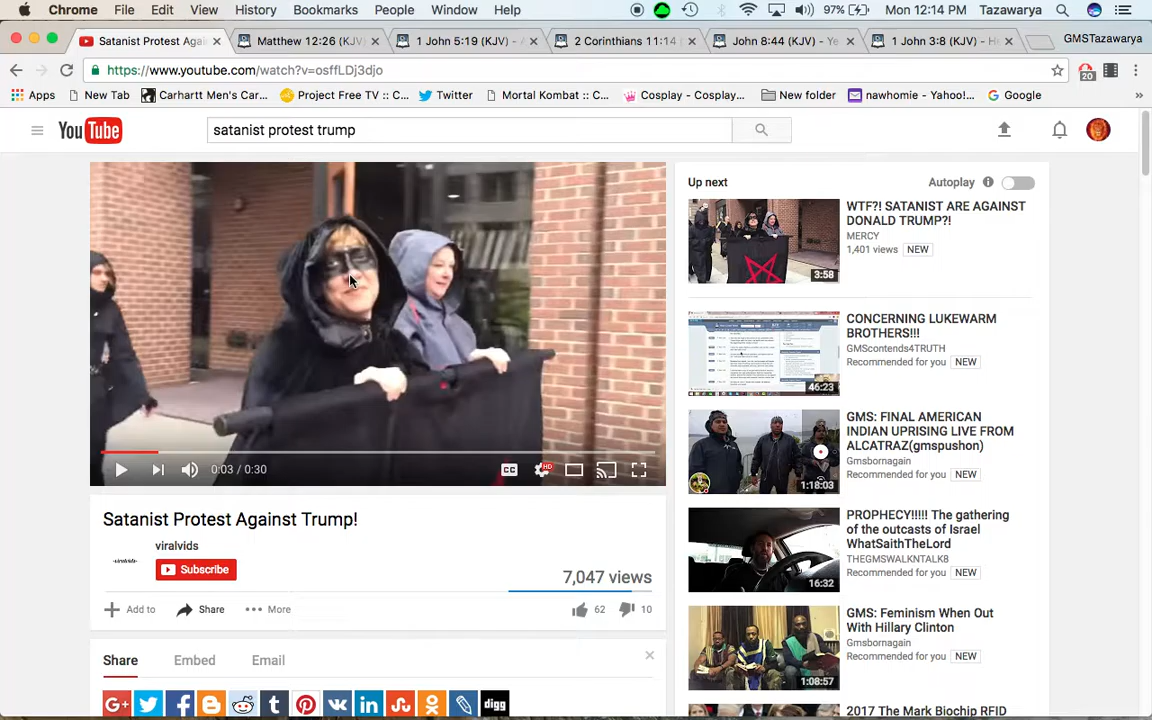 Chrome File Edit View History Bookmarks People Window Help 97% Mon 12:14 PM Tazawarya
Satanist Protest Aga Matthew 12:26 (KJV) 1 John 5:19 (KJV) - 2 Corinthians 11:14 John 8:44 (KJV) - Ye 1 John 3:8 (KJV) - H GMSTazawarya
https://www.youtube.com/watch?v=osffLDj3djo 20
Apps New Tab Carhartt Men's Car... Project Free TV :: C... Twitter Mortal Kombat :: C... Cosplay - Cosplay... New folder nawhomie - Yahoo!... Google »
YouTube satanist protest trump
Up next Autoplay
WTF?! SATANIST ARE AGAINST
DONALD TRUMP?!
MERCY
1,401 views NEW
3:58
CONCERNING LUKEWARM
BROTHERS!!!
GMScontends4TRUTH
Recommended for you NEW
46:23
GMS: FINAL AMERICAN
INDIAN UPRISING LIVE FROM
ALCATRAZ(gmspushon)
Gmsbornagain
Recommended for you NEW
1:18:03
0:03 / 0:30 CC HD
Satanist Protest Against Trump!
viralvids
viralvids
Subscribe
7,047 views
Add to Share More 62 10
PROPHECY!!!!! The gathering
of the outcasts of Israel
WhatSaithTheLord
THEGMSWALKNTALK8
Recommended for you NEW
16:32
GMS: Feminism When Out
With Hillary Clinton
Gmsbornagain
Recommended for you NEW
1:08:57
Share Embed Email
G+ t in digg
2017 The Mark Biochip RFID